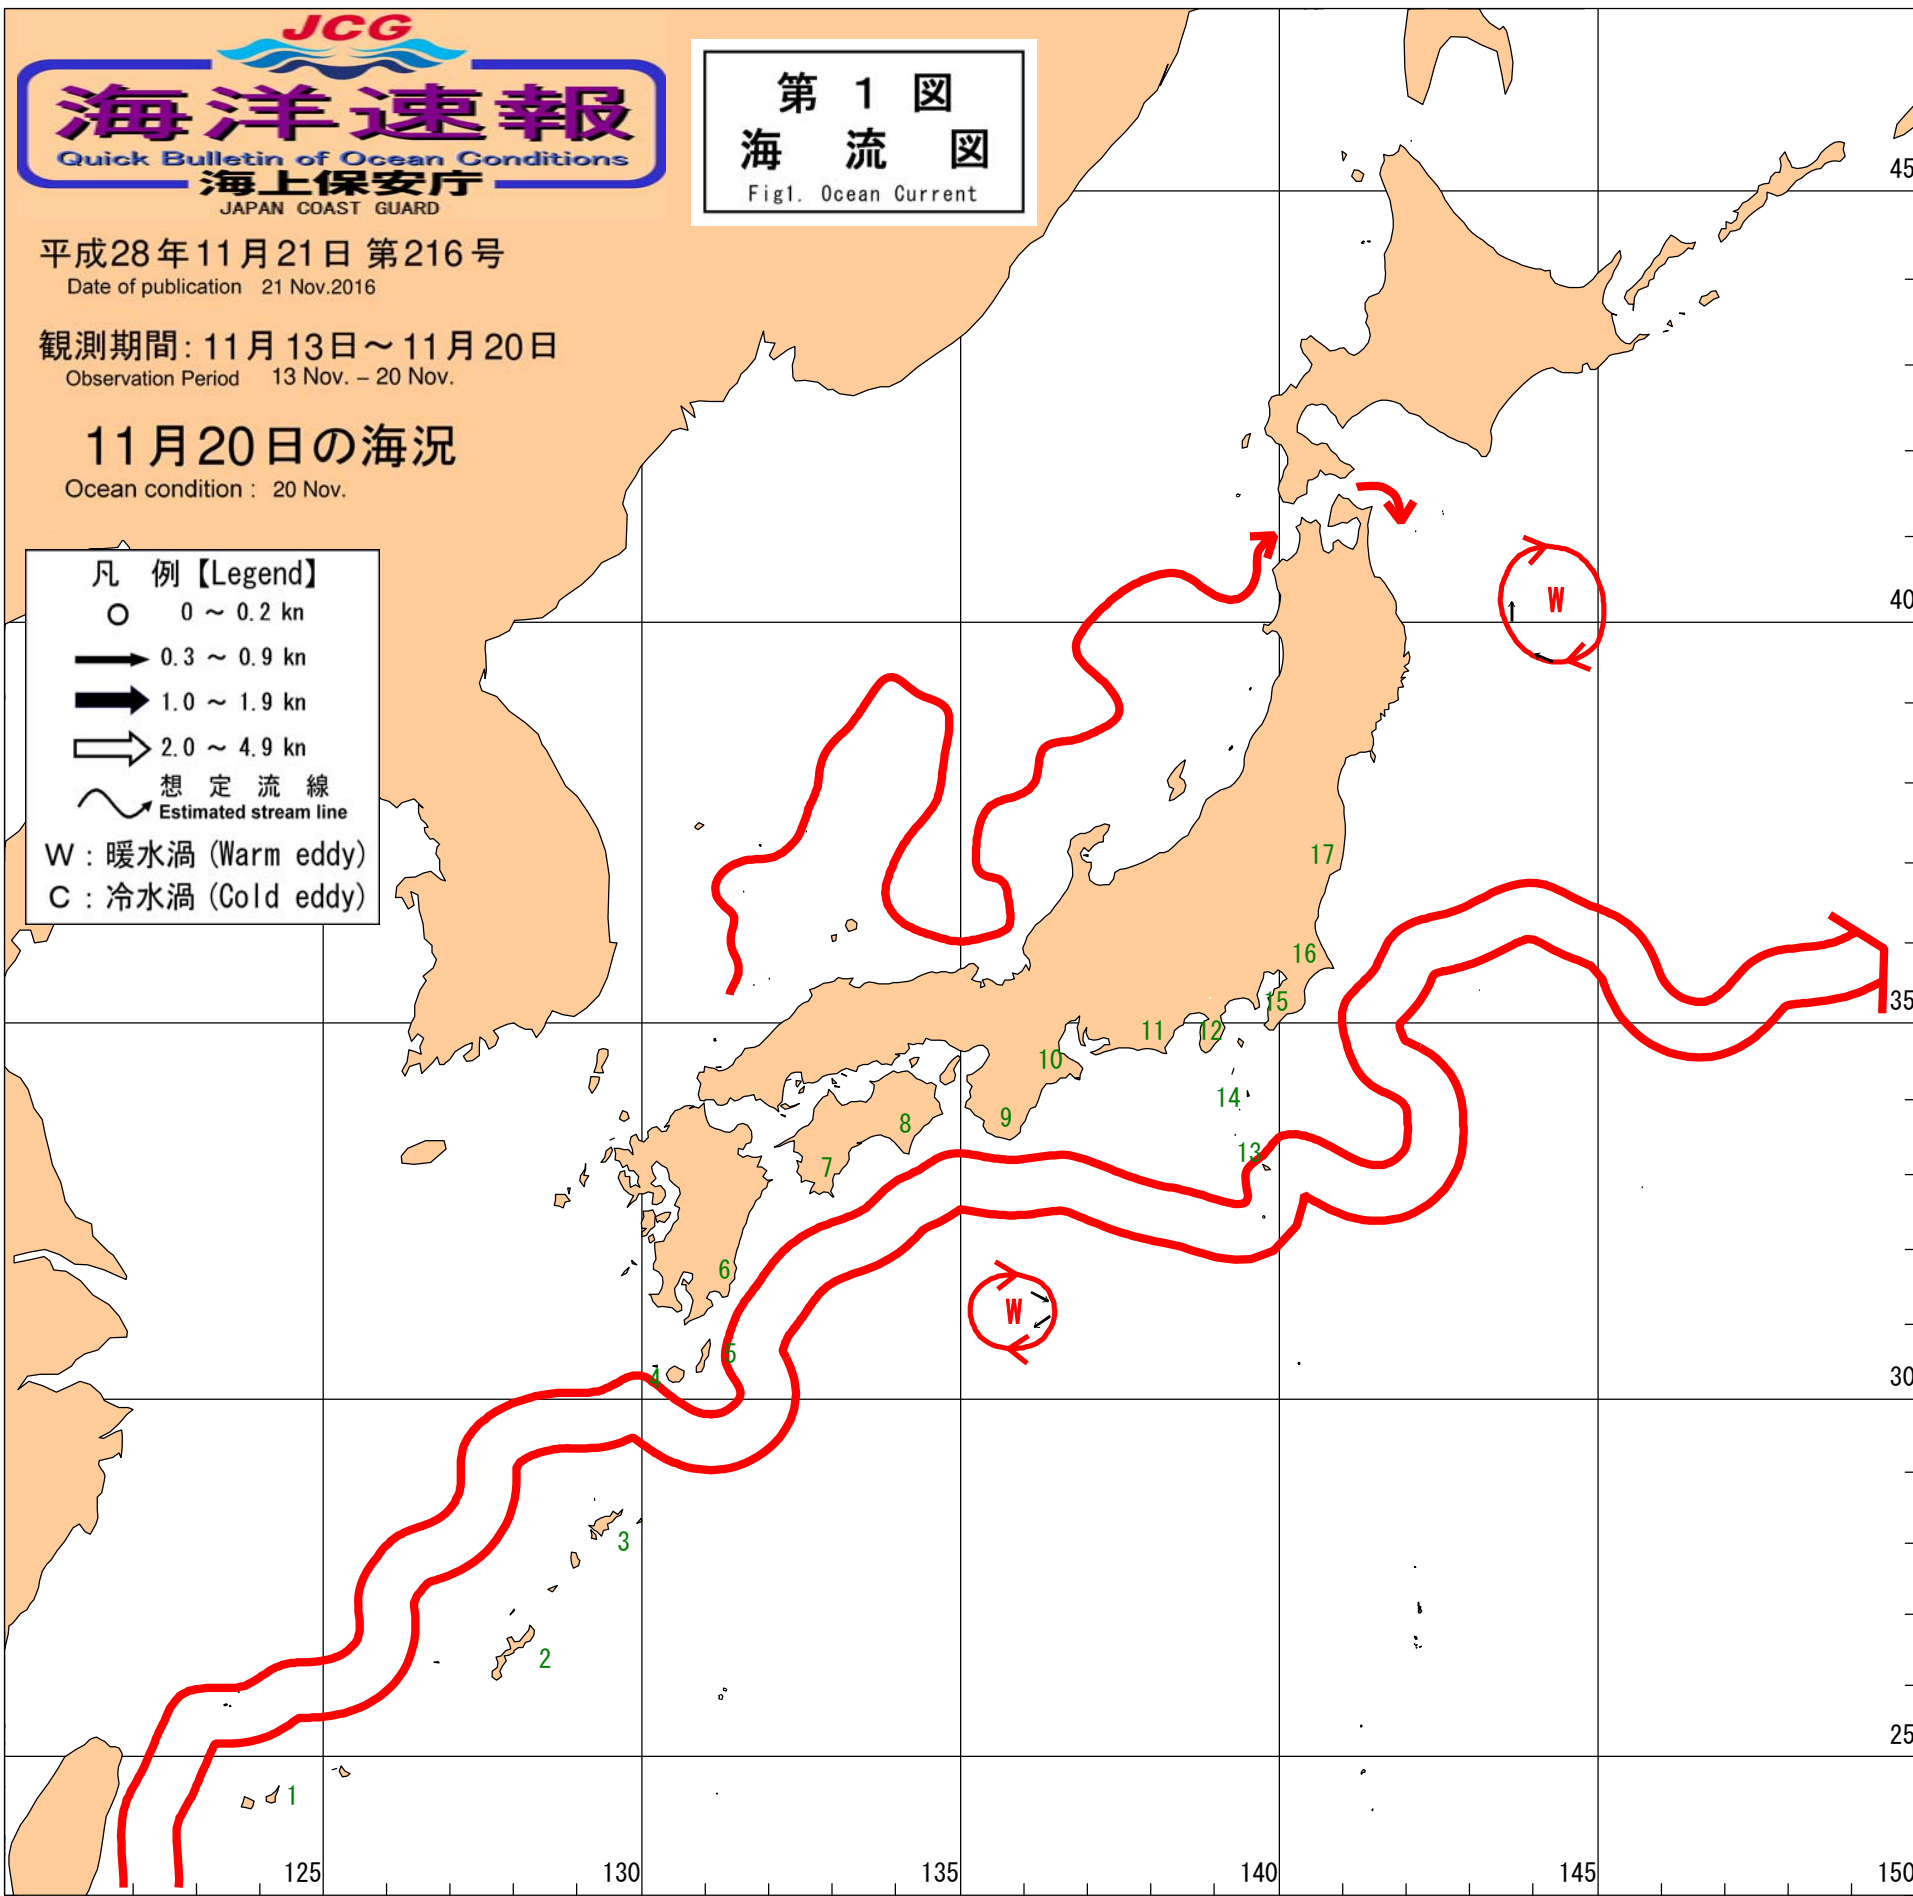 JCG
海洋速報
Quick Bulletin of Ocean Conditions
海上保安庁
JAPAN COAST GUARD
第 1 図
海 流 図
Fig1. Ocean Current
平成28年11月21日 第216号
Date of publication 21 Nov.2016
観測期間: 11月13日～11月20日
Observation Period 13 Nov. – 20 Nov.
11月20日の海況
Ocean condition : 20 Nov.
凡 例【Legend】
0 ～ 0.2 kn
0.3 ～ 0.9 kn
1.0 ～ 1.9 kn
2.0 ～ 4.9 kn
想 定 流 線
Estimated stream line
W : 暖水渦 (Warm eddy)
C : 冷水渦 (Cold eddy)
45
40
35
30
25
W
W
17
16
15
12
11
10
14
13
9
8
7
6
5
4
3
2
1
125
130
135
140
145
150